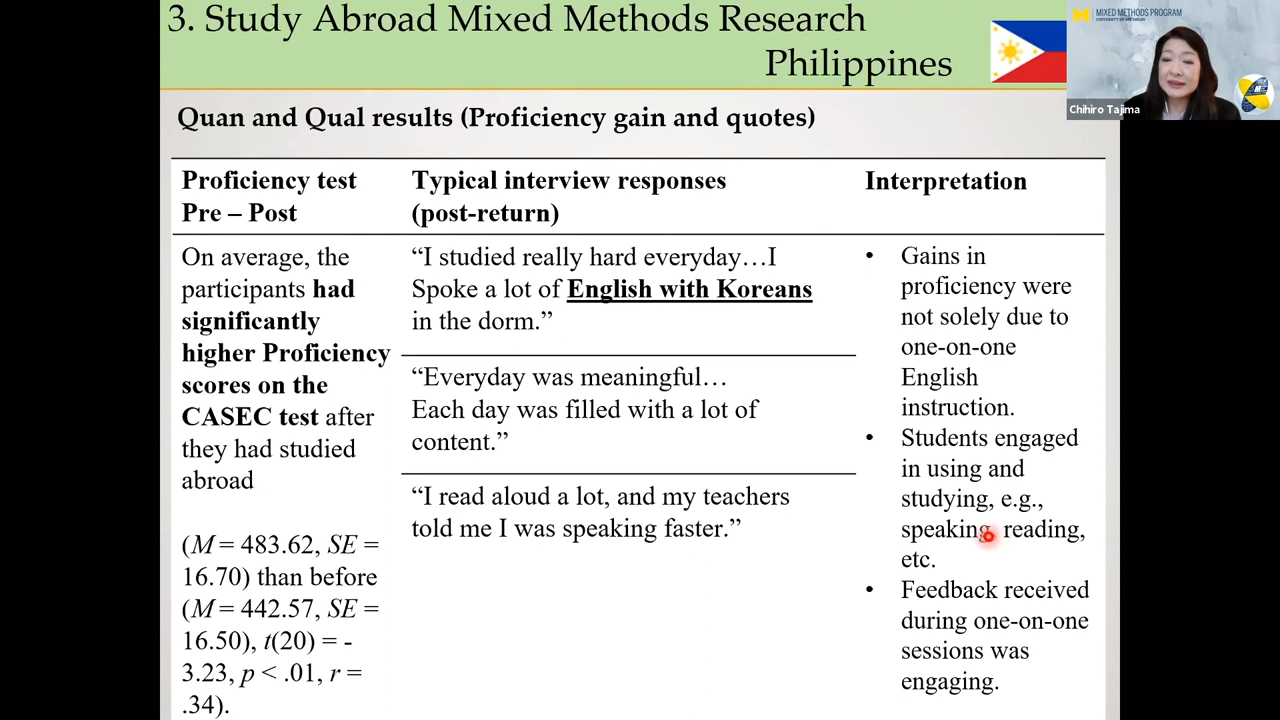 3. Study Abroad Mixed Methods Research
Philippines
MIXED METHODS PROGRAM
UNIVERSITY OF MICHIGAN
Chihiro Tajima
Quan and Qual results (Proficiency gain and quotes)
Proficiency test
Pre – Post
Typical interview responses
(post-return)
Interpretation
On average, the
participants had
significantly
higher Proficiency
scores on the
CASEC test after
they had studied
abroad
(M = 483.62, SE =
16.70) than before
(M = 442.57, SE =
16.50), t(20) = -
3.23, p < .01, r =
.34).
“I studied really hard everyday…I
Spoke a lot of English with Koreans
in the dorm.”
“Everyday was meaningful…
Each day was filled with a lot of
content.”
“I read aloud a lot, and my teachers
told me I was speaking faster.”
• Gains in
proficiency were
not solely due to
one-on-one
English
instruction.
• Students engaged
in using and
studying, e.g.,
speaking, reading,
etc.
• Feedback received
during one-on-one
sessions was
engaging.